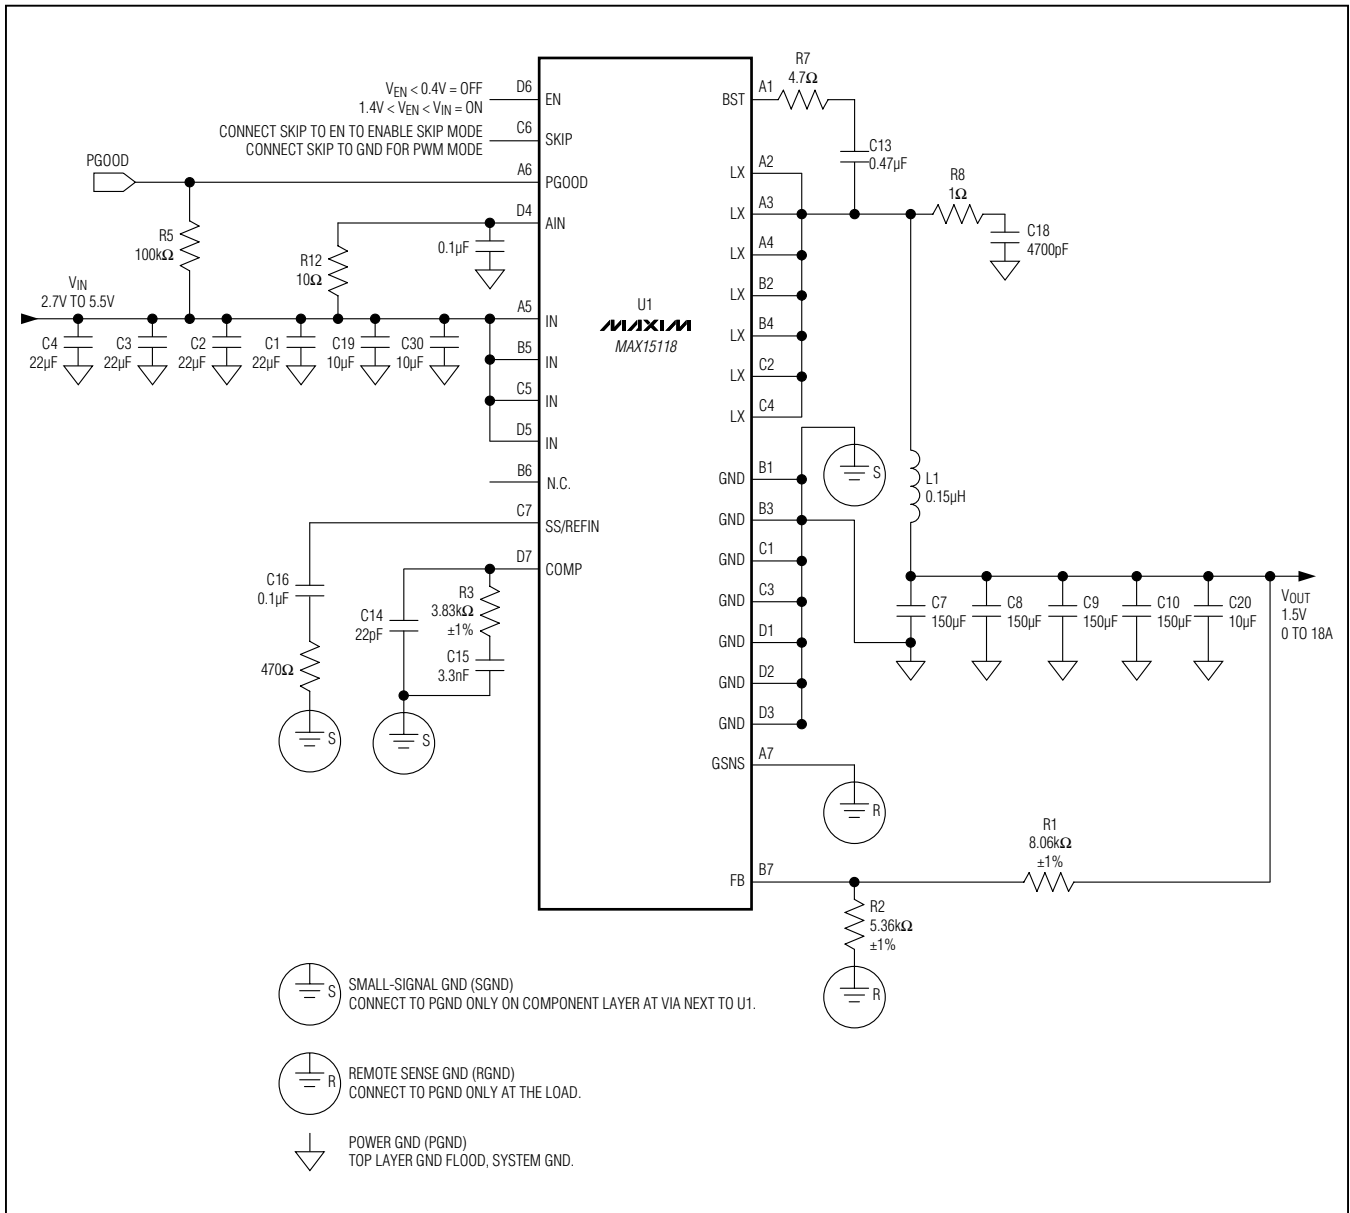 V_EN < 0.4V = OFF
1.4V < V_EN < V_IN = ON
D6
EN
CONNECT SKIP TO EN TO ENABLE SKIP MODE
CONNECT SKIP TO GND FOR PWM MODE
C6
SKIP
PGOOD
A6
PGOOD
D4
AIN
0.1µF
R5
100kΩ
R12
10Ω
V_IN
2.7V TO 5.5V
A5
IN
C4
22µF
C3
22µF
C2
22µF
C1
22µF
C19
10µF
C30
10µF
B5
IN
C5
IN
D5
IN
B6
N.C.
C7
SS/REFIN
D7
COMP
C16
0.1µF
470Ω
S
C14
22pF
R3
3.83kΩ
±1%
C15
3.3nF
S
U1
MAXIM
MAX15118
BST
A1
R7
4.7Ω
C13
0.47µF
LX
A2
LX
A3
LX
A4
LX
B2
LX
B4
LX
C2
LX
C4
R8
1Ω
C18
4700pF
GND
B1
S
GND
B3
GND
C1
GND
C3
GND
D1
GND
D2
GND
D3
GSNS
A7
R
L1
0.15µH
C7
150µF
C8
150µF
C9
150µF
C10
150µF
C20
10µF
V_OUT
1.5V
0 TO 18A
FB
B7
R1
8.06kΩ
±1%
R2
5.36kΩ
±1%
R
S
SMALL-SIGNAL GND (SGND)
CONNECT TO PGND ONLY ON COMPONENT LAYER AT VIA NEXT TO U1.
R
REMOTE SENSE GND (RGND)
CONNECT TO PGND ONLY AT THE LOAD.
POWER GND (PGND)
TOP LAYER GND FLOOD, SYSTEM GND.